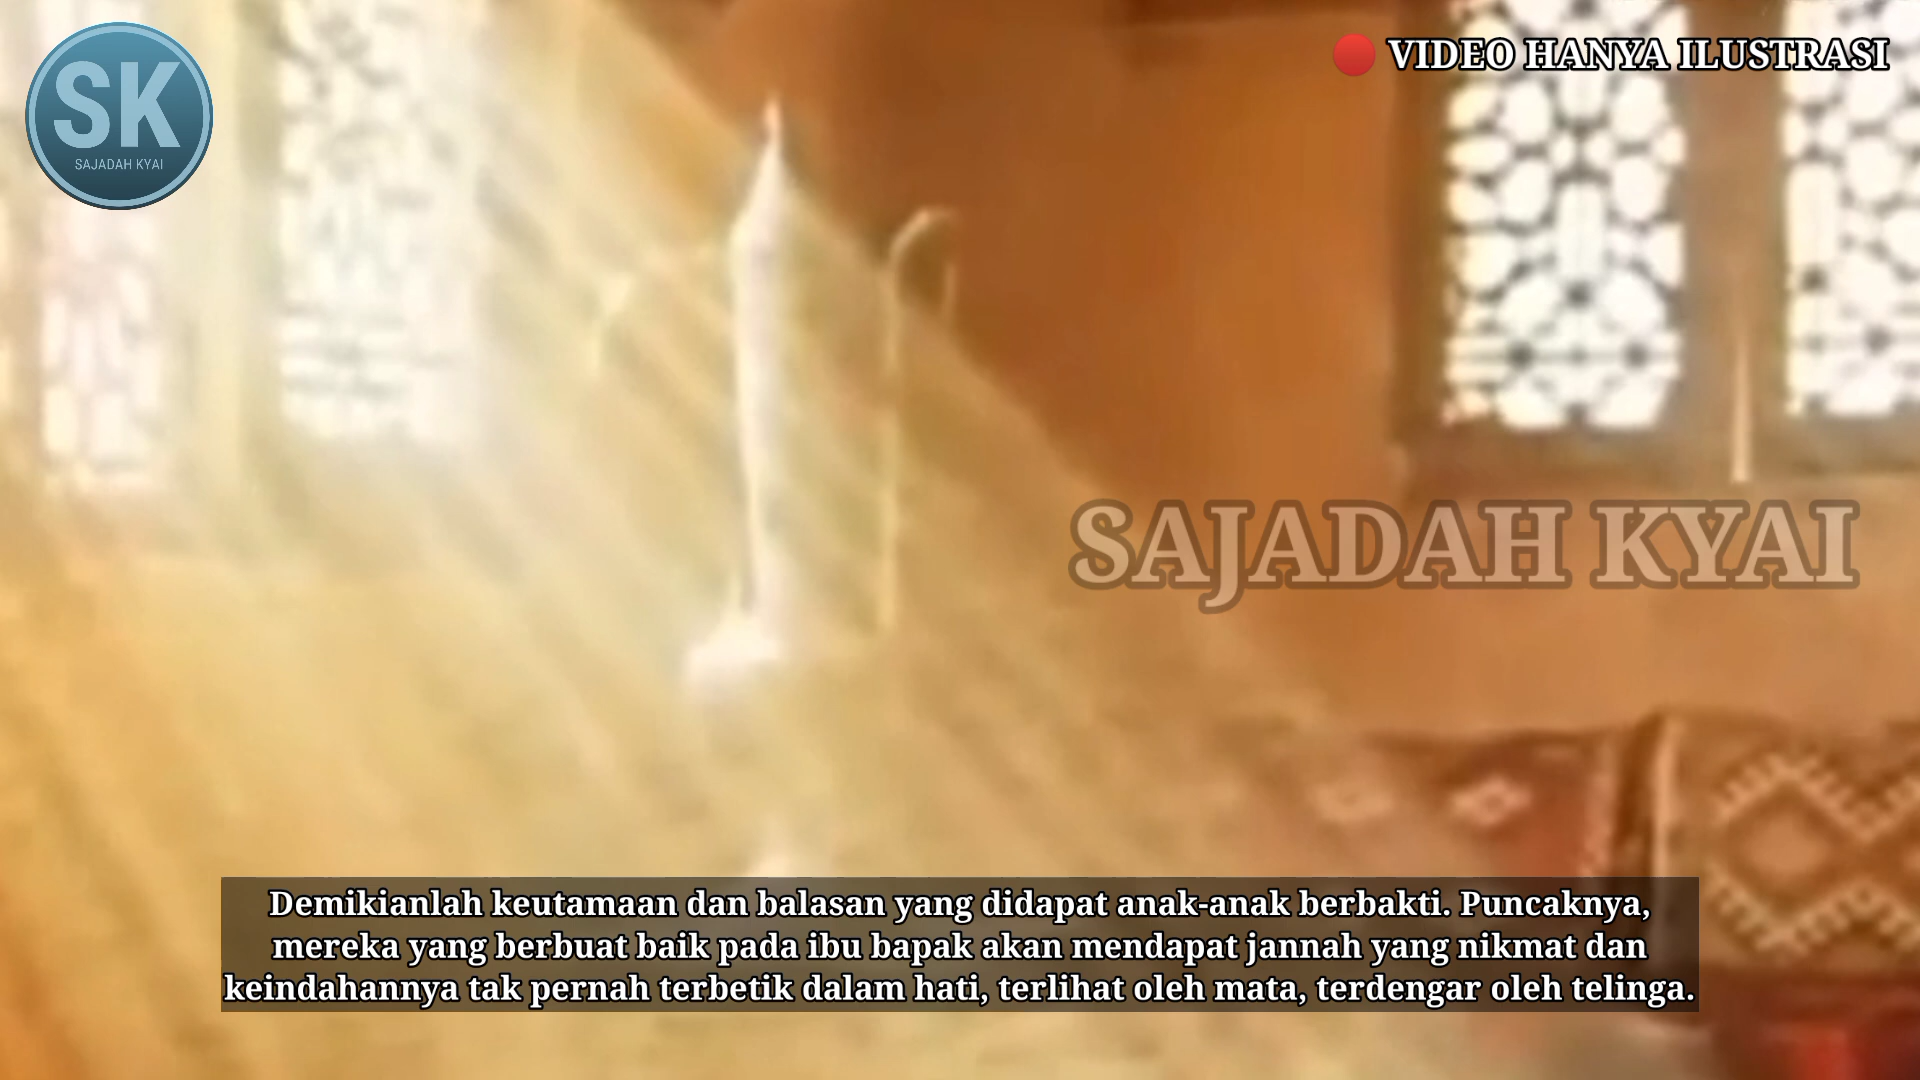 SK
SAJADAH KYAI
VIDEO HANYA ILUSTRASI
SAJADAH KYAI
Demikianlah keutamaan dan balasan yang didapat anak-anak berbakti. Puncaknya,
mereka yang berbuat baik pada ibu bapak akan mendapat jannah yang nikmat dan
keindahannya tak pernah terbetik dalam hati, terlihat oleh mata, terdengar oleh telinga.